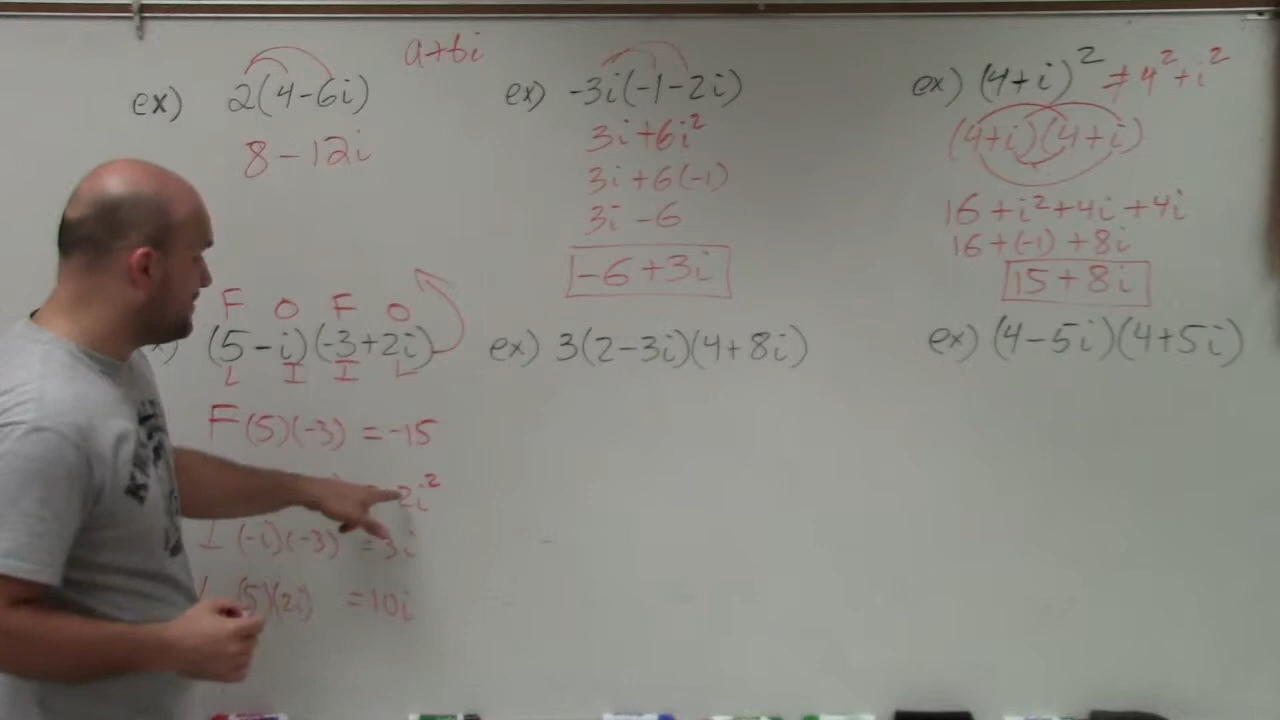 a+bi
ex) 2(4-6i)
8-12i
ex) -3i(-1-2i)
3i+6i²
3i+6(-1)
3i-6
-6+3i
ex) (4+i)²≠4²+i²
(4+i)(4+i)
16+i²+4i+4i
16+(-1)+8i
15+8i
F O F O
(5-i)(-3+2i)
L I I L
F(5)(-3)=-15
2i²
I (-i)(-3)=3i
(5)(2i)=10i
ex) 3(2-3i)(4+8i)
ex) (4-5i)(4+5i)